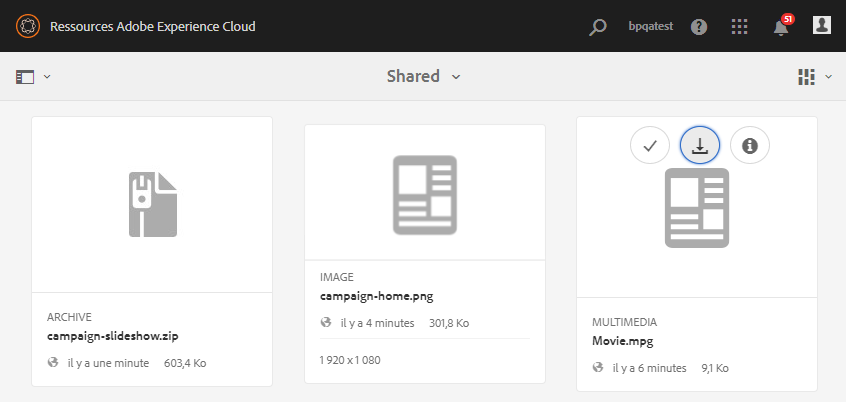 Ressources Adobe Experience Cloud
bpqatest
51
Shared
ARCHIVE
campaign-slideshow.zip
il y a une minute 603,4 Ko
IMAGE
campaign-home.png
il y a 4 minutes 301,8 Ko
1 920 x 1 080
MULTIMEDIA
Movie.mpg
il y a 6 minutes 9,1 Ko